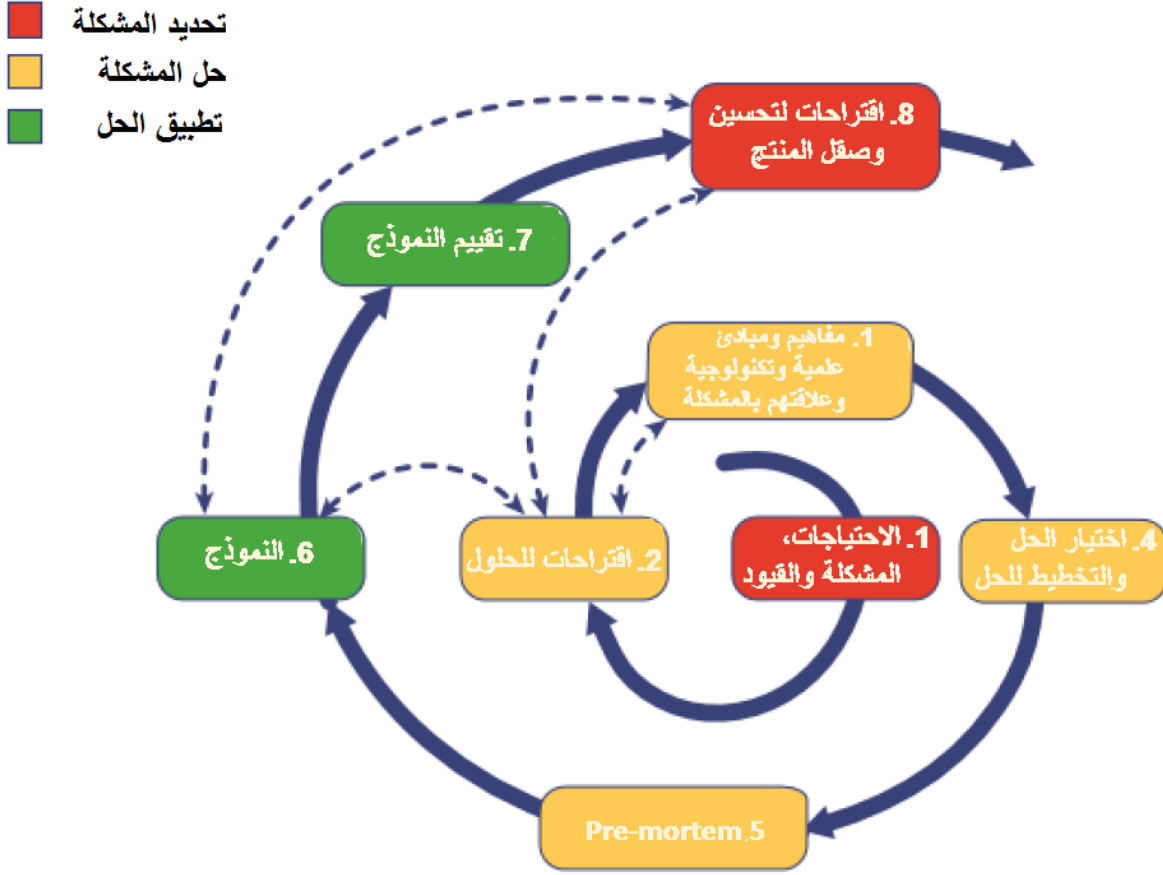 تحديد المشكلة
حل المشكلة
تطبيق الحل
8. اقتراحات لتحسين
وصقل المنتج
7. تقييم النموذج
1. مفاهيم ومبادئ
علمية وتكنولوجية
وعلاقتهم بالمشكلة
6. النموذج
2. اقتراحات للحلول
1. الاحتياجات،
المشكلة والقيود
4. اختيار الحل
والتخطيط للحل
Pre-mortem.5